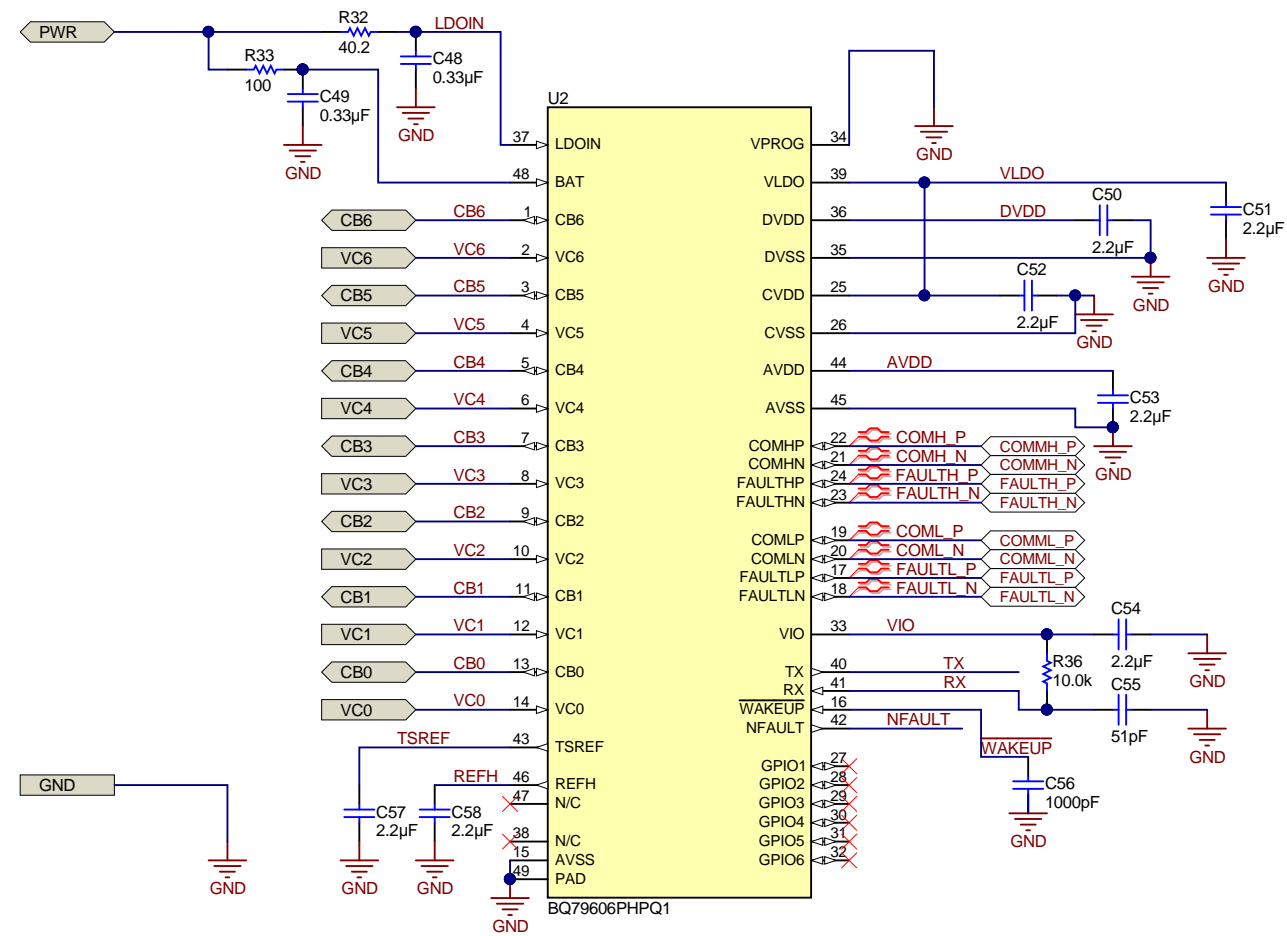 PWR
R32
40.2
LDOIN
C48
0.33µF
R33
100
C49
0.33µF
GND
GND
U2
37 LDOIN
48 BAT
CB6 CB6 1 CB6
VC6 VC6 2 VC6
CB5 CB5 3 CB5
VC5 VC5 4 VC5
CB4 CB4 5 CB4
VC4 VC4 6 VC4
CB3 CB3 7 CB3
VC3 VC3 8 VC3
CB2 CB2 9 CB2
VC2 VC2 10 VC2
CB1 CB1 11 CB1
VC1 VC1 12 VC1
CB0 CB0 13 CB0
VC0 VC0 14 VC0
TSREF 43 TSREF
REFH 46 REFH
47 N/C
38 N/C
15 AVSS
49 PAD
C57
2.2µF
C58
2.2µF
GND
GND
GND
GND
GND
BQ79606PHPQ1
VPROG 34
GND
VLDO 39 VLDO
C51
2.2µF
GND
DVDD 36 DVDD
C50
2.2µF
DVSS 35
GND
CVDD 25
C52
2.2µF
CVSS 26
GND
AVDD 44 AVDD
C53
2.2µF
AVSS 45
GND
COMHP 22 COMH_P COMMH_P
COMHN 21 COMH_N COMMH_N
FAULTHP 24 FAULTH_P FAULTH_P
FAULTHN 23 FAULTH_N FAULTH_N
COMLP 19 COML_P COMML_P
COMLN 20 COML_N COMML_N
FAULTLP 17 FAULTL_P FAULTL_P
FAULTLN 18 FAULTL_N FAULTL_N
VIO 33 VIO
C54
2.2µF
GND
R36
10.0k
TX 40 TX
RX 41 RX
C55
51pF
GND
WAKEUP 16
WAKEUP
NFAULT 42 NFAULT
C56
1000pF
GND
GPIO1 27
GPIO2 28
GPIO3 29
GPIO4 30
GPIO5 31
GPIO6 32